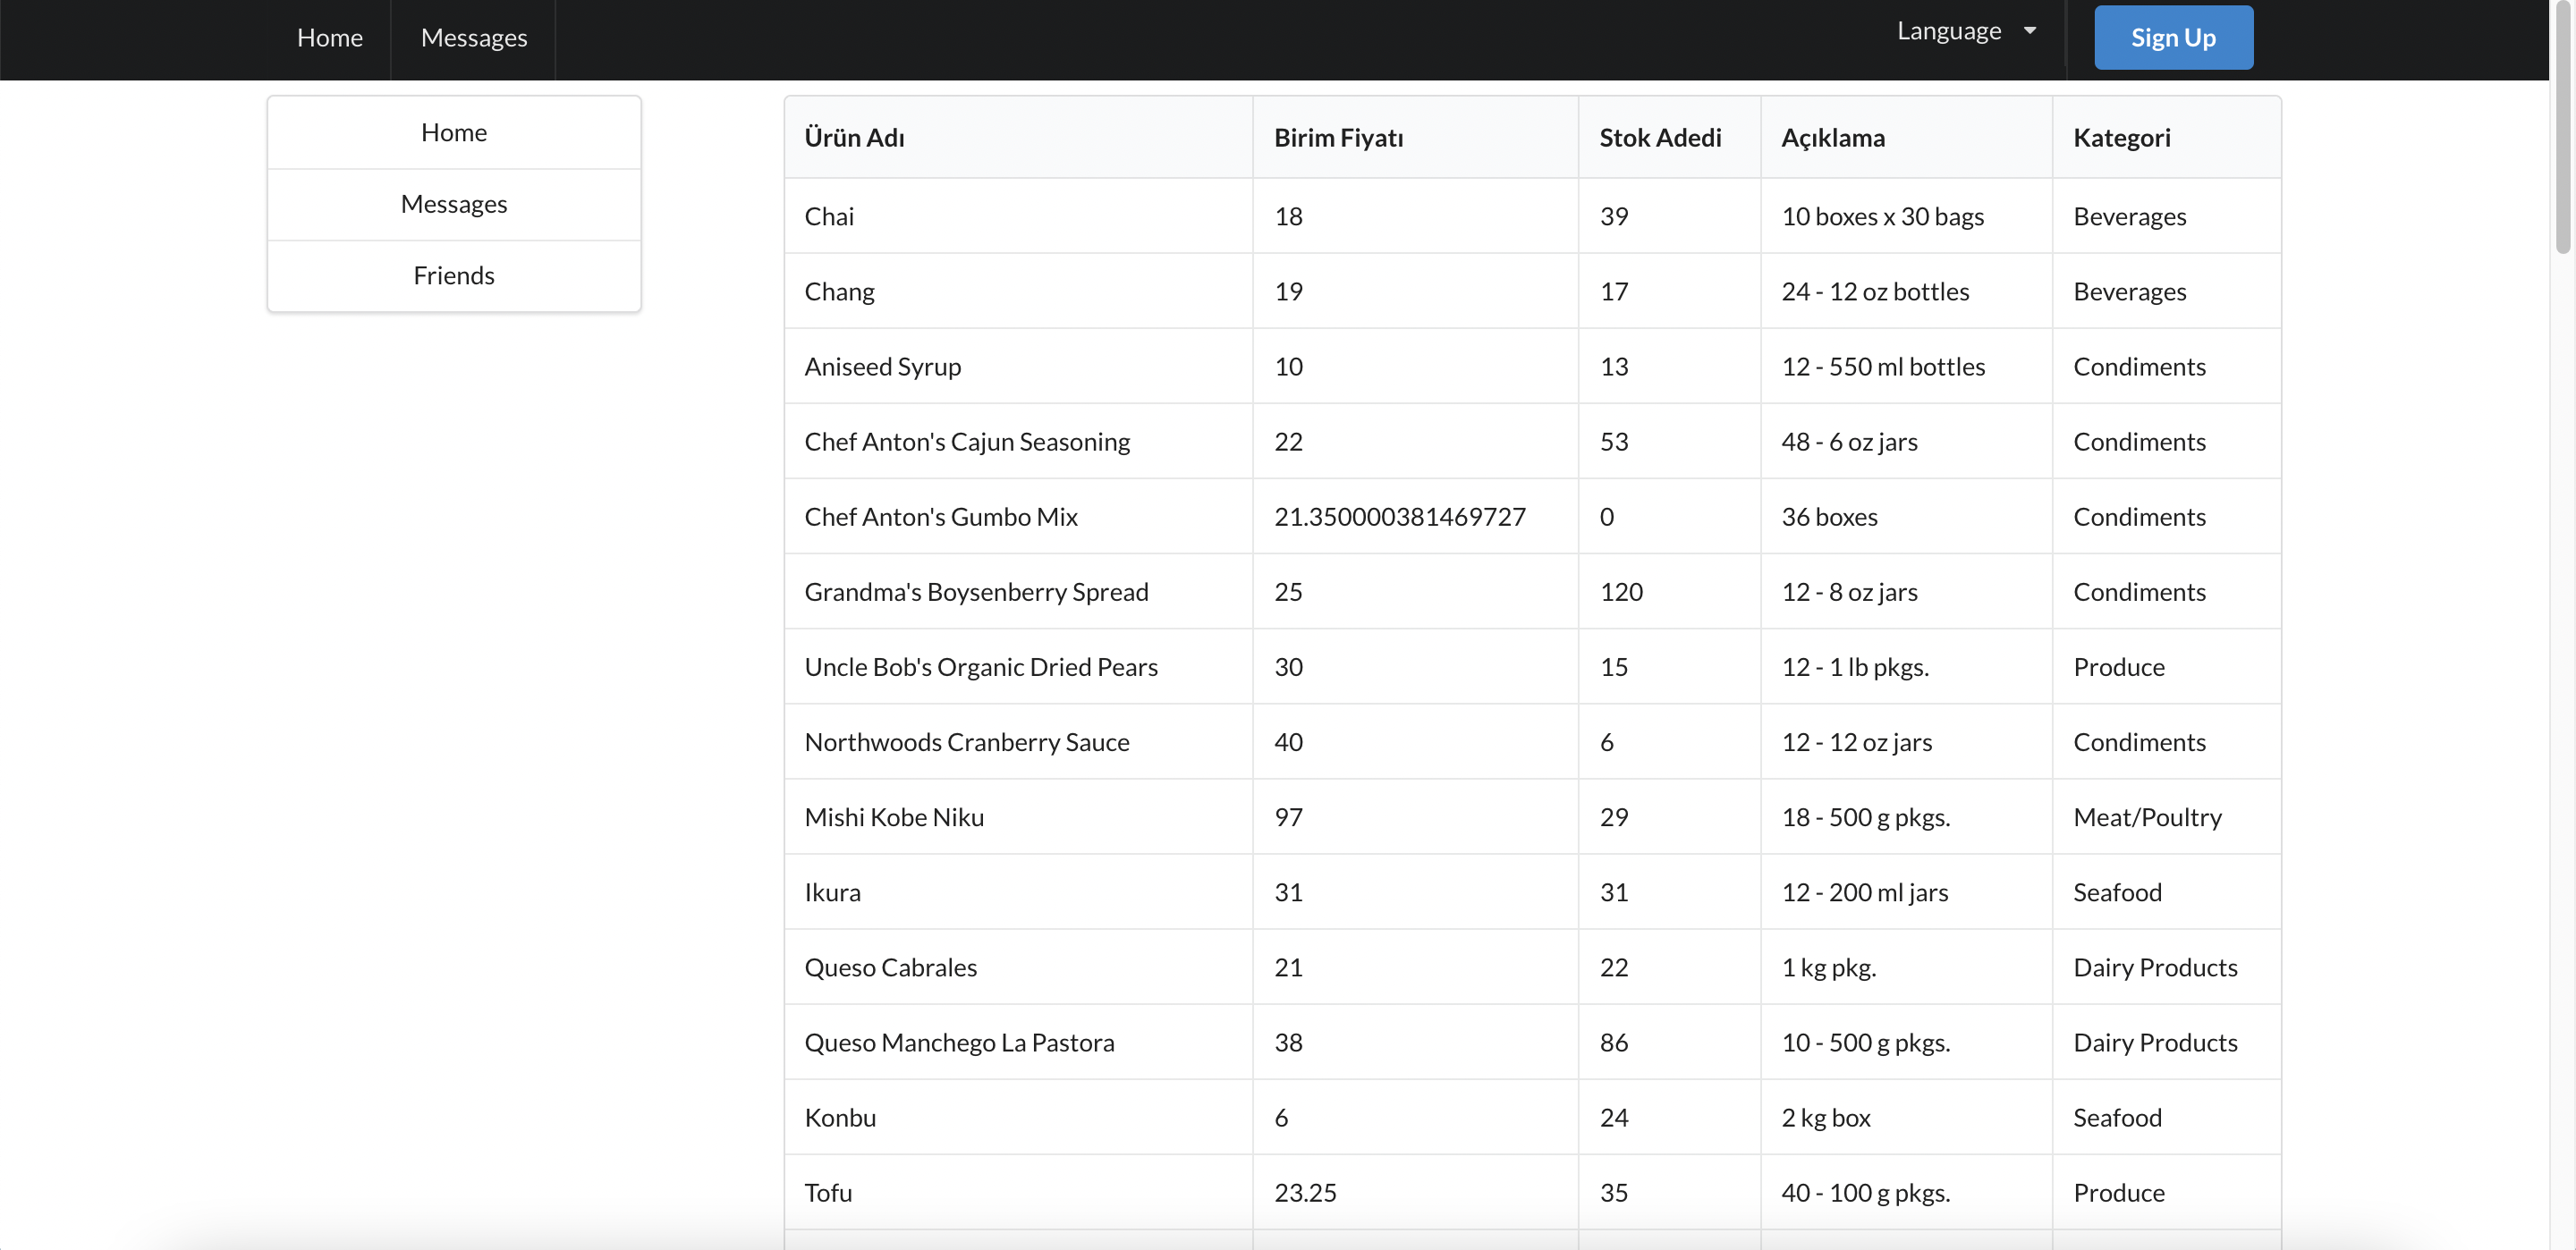 Home Messages Language Sign Up
Home
Messages
Friends
Ürün Adı Birim Fiyatı Stok Adedi Açıklama Kategori
Chai 18 39 10 boxes x 30 bags Beverages
Chang 19 17 24 - 12 oz bottles Beverages
Aniseed Syrup 10 13 12 - 550 ml bottles Condiments
Chef Anton's Cajun Seasoning 22 53 48 - 6 oz jars Condiments
Chef Anton's Gumbo Mix 21.350000381469727 0 36 boxes Condiments
Grandma's Boysenberry Spread 25 120 12 - 8 oz jars Condiments
Uncle Bob's Organic Dried Pears 30 15 12 - 1 lb pkgs. Produce
Northwoods Cranberry Sauce 40 6 12 - 12 oz jars Condiments
Mishi Kobe Niku 97 29 18 - 500 g pkgs. Meat/Poultry
Ikura 31 31 12 - 200 ml jars Seafood
Queso Cabrales 21 22 1 kg pkg. Dairy Products
Queso Manchego La Pastora 38 86 10 - 500 g pkgs. Dairy Products
Konbu 6 24 2 kg box Seafood
Tofu 23.25 35 40 - 100 g pkgs. Produce